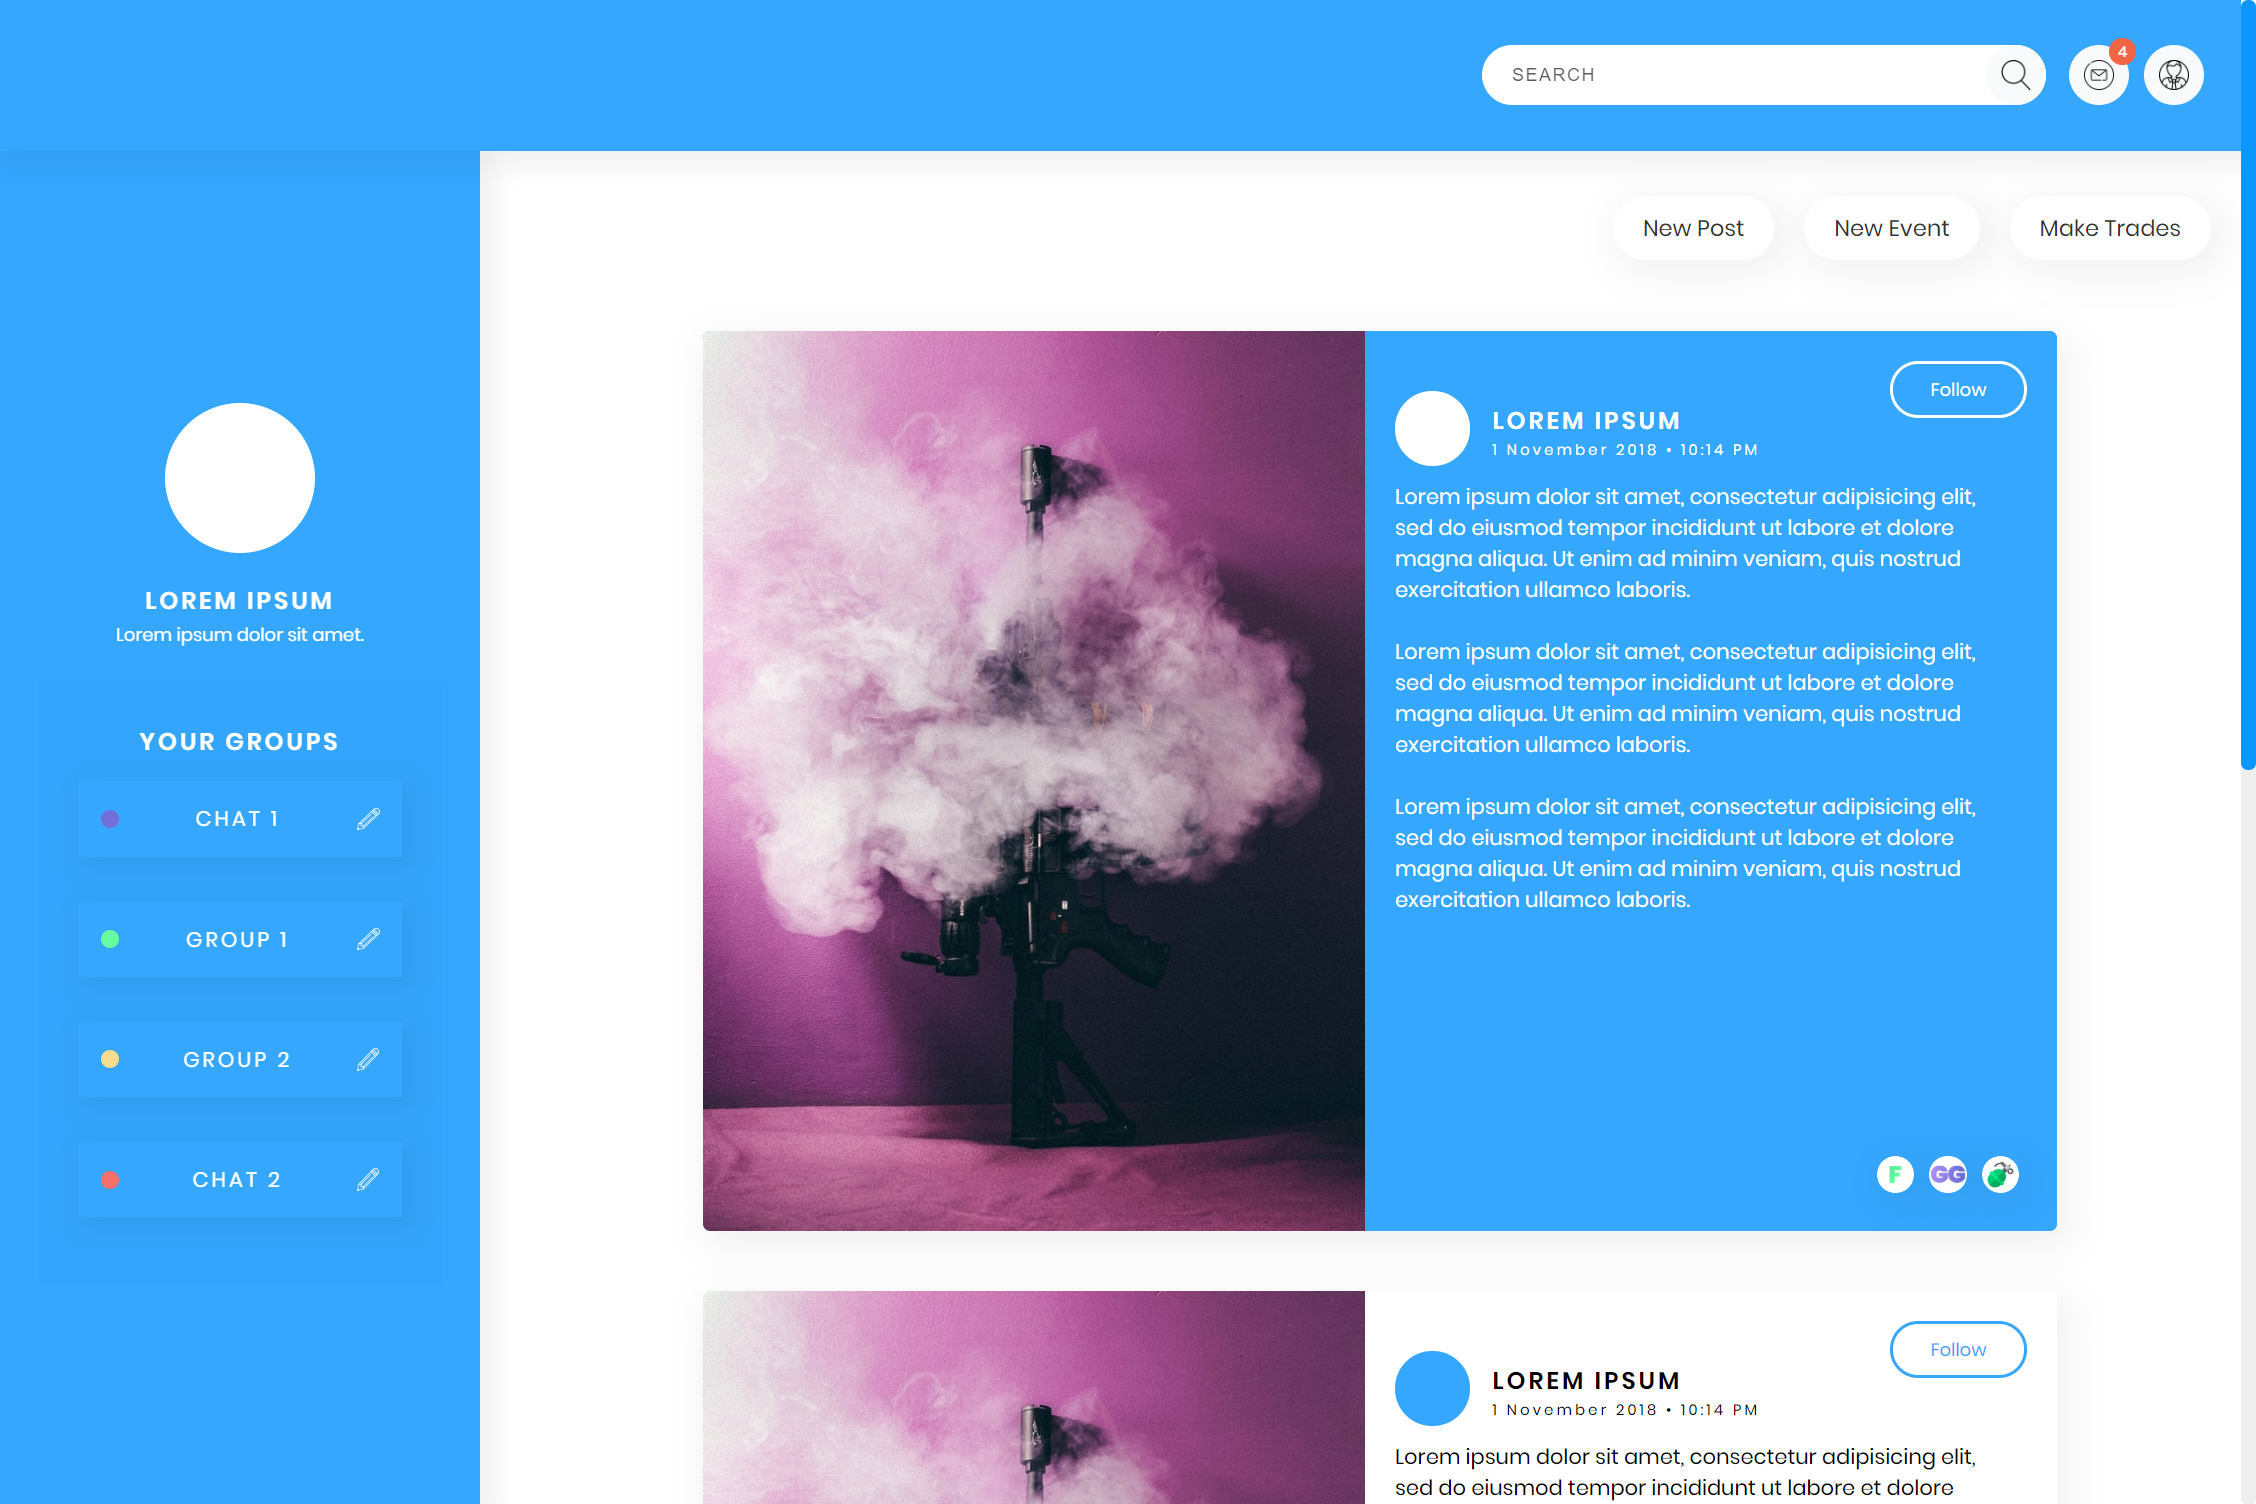 SEARCH
4
New Post
New Event
Make Trades
LOREM IPSUM
Lorem ipsum dolor sit amet.
YOUR GROUPS
CHAT 1
GROUP 1
GROUP 2
CHAT 2
Follow
LOREM IPSUM
1 November 2018 • 10:14 PM
Lorem ipsum dolor sit amet, consectetur adipisicing elit,
sed do eiusmod tempor incididunt ut labore et dolore
magna aliqua. Ut enim ad minim veniam, quis nostrud
exercitation ullamco laboris.
Lorem ipsum dolor sit amet, consectetur adipisicing elit,
sed do eiusmod tempor incididunt ut labore et dolore
magna aliqua. Ut enim ad minim veniam, quis nostrud
exercitation ullamco laboris.
Lorem ipsum dolor sit amet, consectetur adipisicing elit,
sed do eiusmod tempor incididunt ut labore et dolore
magna aliqua. Ut enim ad minim veniam, quis nostrud
exercitation ullamco laboris.
F
GG
Follow
LOREM IPSUM
1 November 2018 • 10:14 PM
Lorem ipsum dolor sit amet, consectetur adipisicing elit,
sed do eiusmod tempor incididunt ut labore et dolore